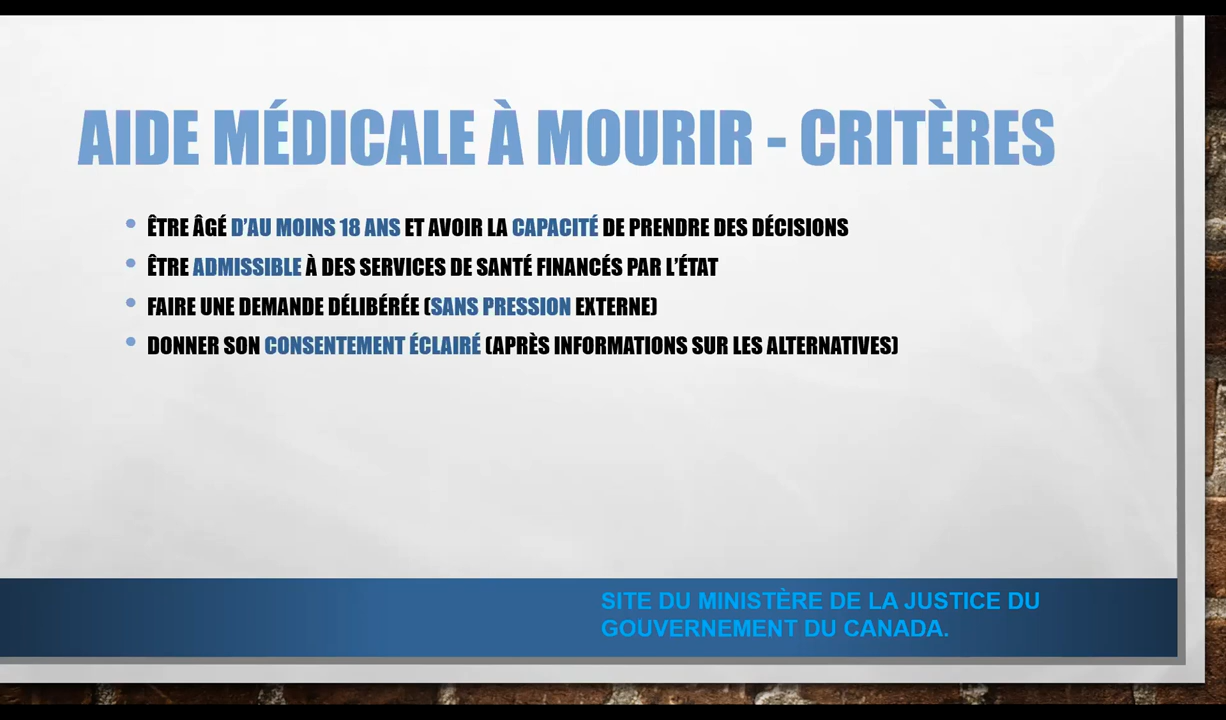 AIDE MÉDICALE À MOURIR - CRITÈRES
• ÊTRE ÂGÉ D'AU MOINS 18 ANS ET AVOIR LA CAPACITÉ DE PRENDRE DES DÉCISIONS
• ÊTRE ADMISSIBLE À DES SERVICES DE SANTÉ FINANCÉS PAR L'ÉTAT
• FAIRE UNE DEMANDE DÉLIBÉRÉE (SANS PRESSION EXTERNE)
• DONNER SON CONSENTEMENT ÉCLAIRÉ (APRÈS INFORMATIONS SUR LES ALTERNATIVES)
SITE DU MINISTÈRE DE LA JUSTICE DU
GOUVERNEMENT DU CANADA.